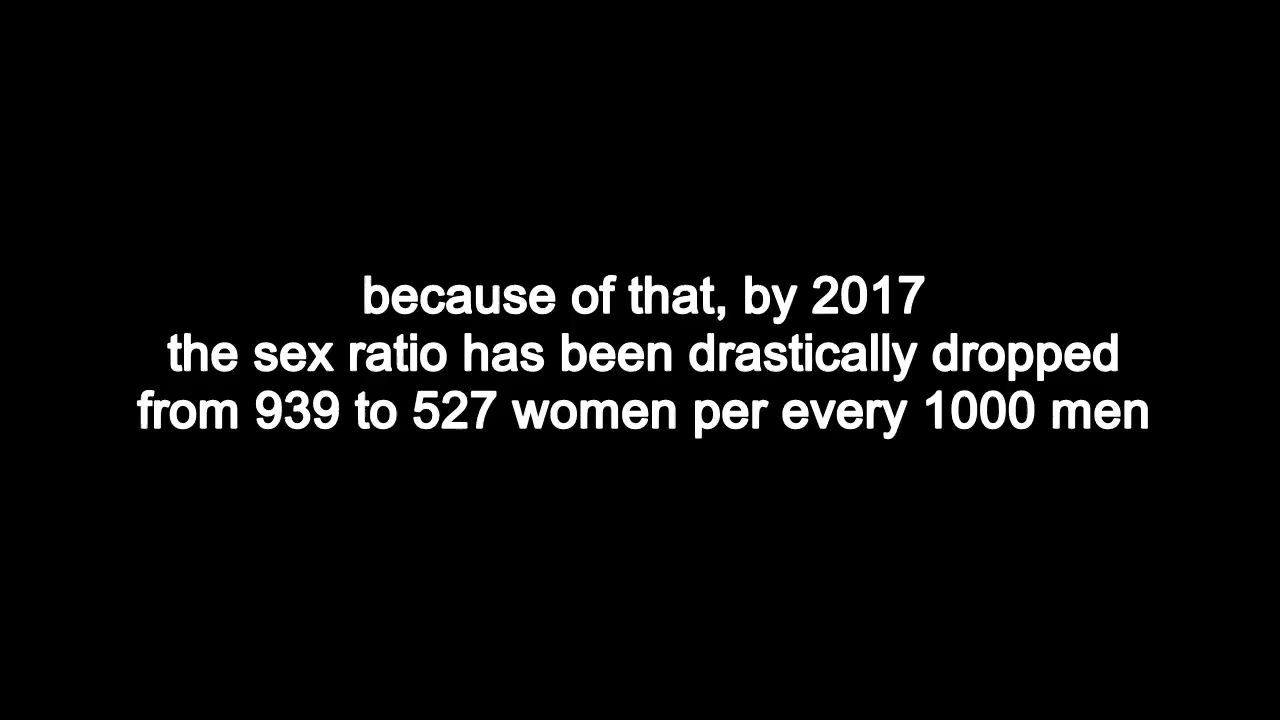 because of that, by 2017
the sex ratio has been drastically dropped
from 939 to 527 women per every 1000 men